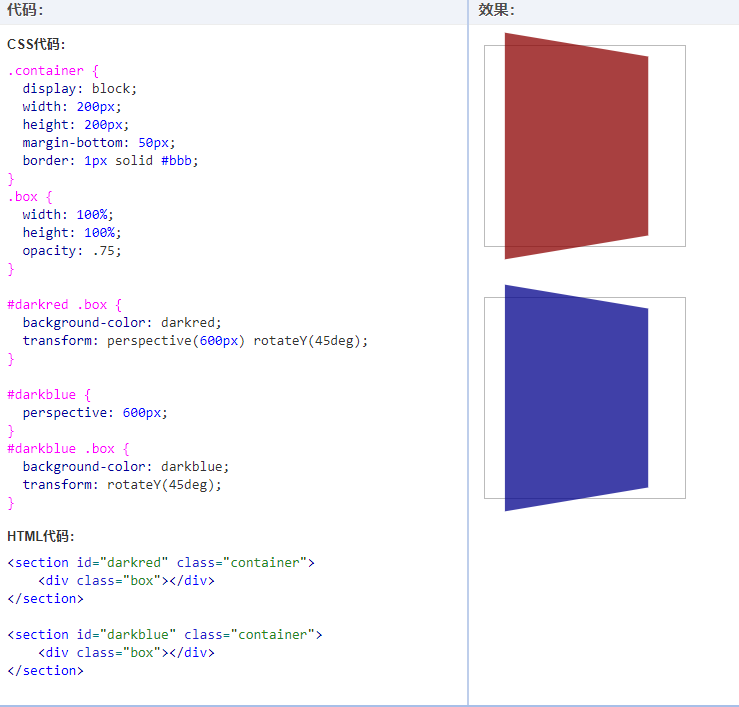 代码:
CSS代码:
.container {
  display: block;
  width: 200px;
  height: 200px;
  margin-bottom: 50px;
  border: 1px solid #bbb;
}
.box {
  width: 100%;
  height: 100%;
  opacity: .75;
}

#darkred .box {
  background-color: darkred;
  transform: perspective(600px) rotateY(45deg);
}

#darkblue {
  perspective: 600px;
}
#darkblue .box {
  background-color: darkblue;
  transform: rotateY(45deg);
}
HTML代码:
<section id="darkred" class="container">
    <div class="box"></div>
</section>

<section id="darkblue" class="container">
    <div class="box"></div>
</section>
效果: